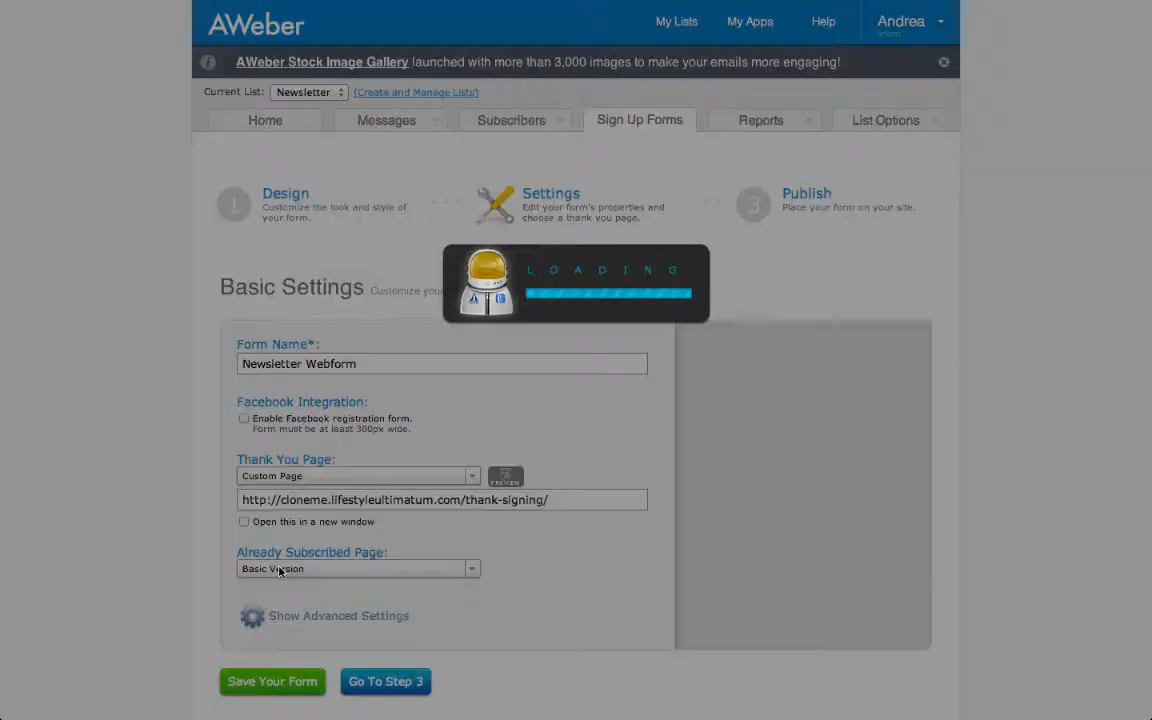 AWeber
My Lists
My Apps
Help
Andrea
AWeber Stock Image Gallery launched with more than 3,000 images to make your emails more engaging!
Current List:
Newsletter
(Create and Manage Lists)
Home
Messages
Subscribers
Sign Up Forms
Reports
List Options
1
Design
Customize the look and style of
your form.
Settings
Edit your form's properties and
choose a thank you page.
3
Publish
Place your form on your site.
LOADING
Basic Settings
Customize you
Form Name*:
Newsletter Webform
Facebook Integration:
Enable Facebook registration form.
Form must be at least 300px wide.
Thank You Page:
Custom Page
PREVIEW
http://cloneme.lifestyleultimatum.com/thank-signing/
Open this in a new window
Already Subscribed Page:
Basic Version
Show Advanced Settings
Save Your Form
Go To Step 3